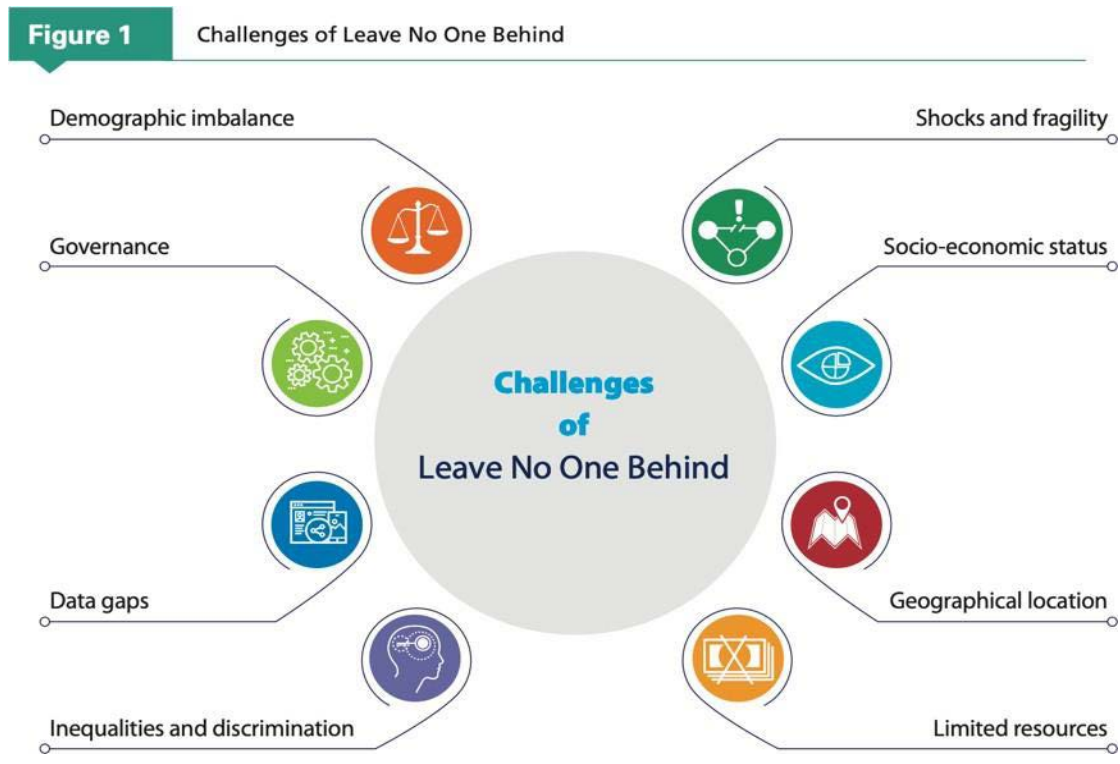 Figure 1
Challenges of Leave No One Behind
Demographic imbalance
Shocks and fragility
Governance
Socio-economic status
Challenges
of
Leave No One Behind
Data gaps
Geographical location
Inequalities and discrimination
Limited resources